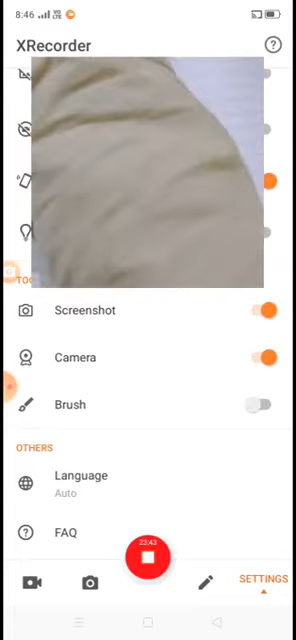 8:46
XRecorder
Screenshot
Camera
Brush
OTHERS
Language
Auto
FAQ
23:43
SETTINGS